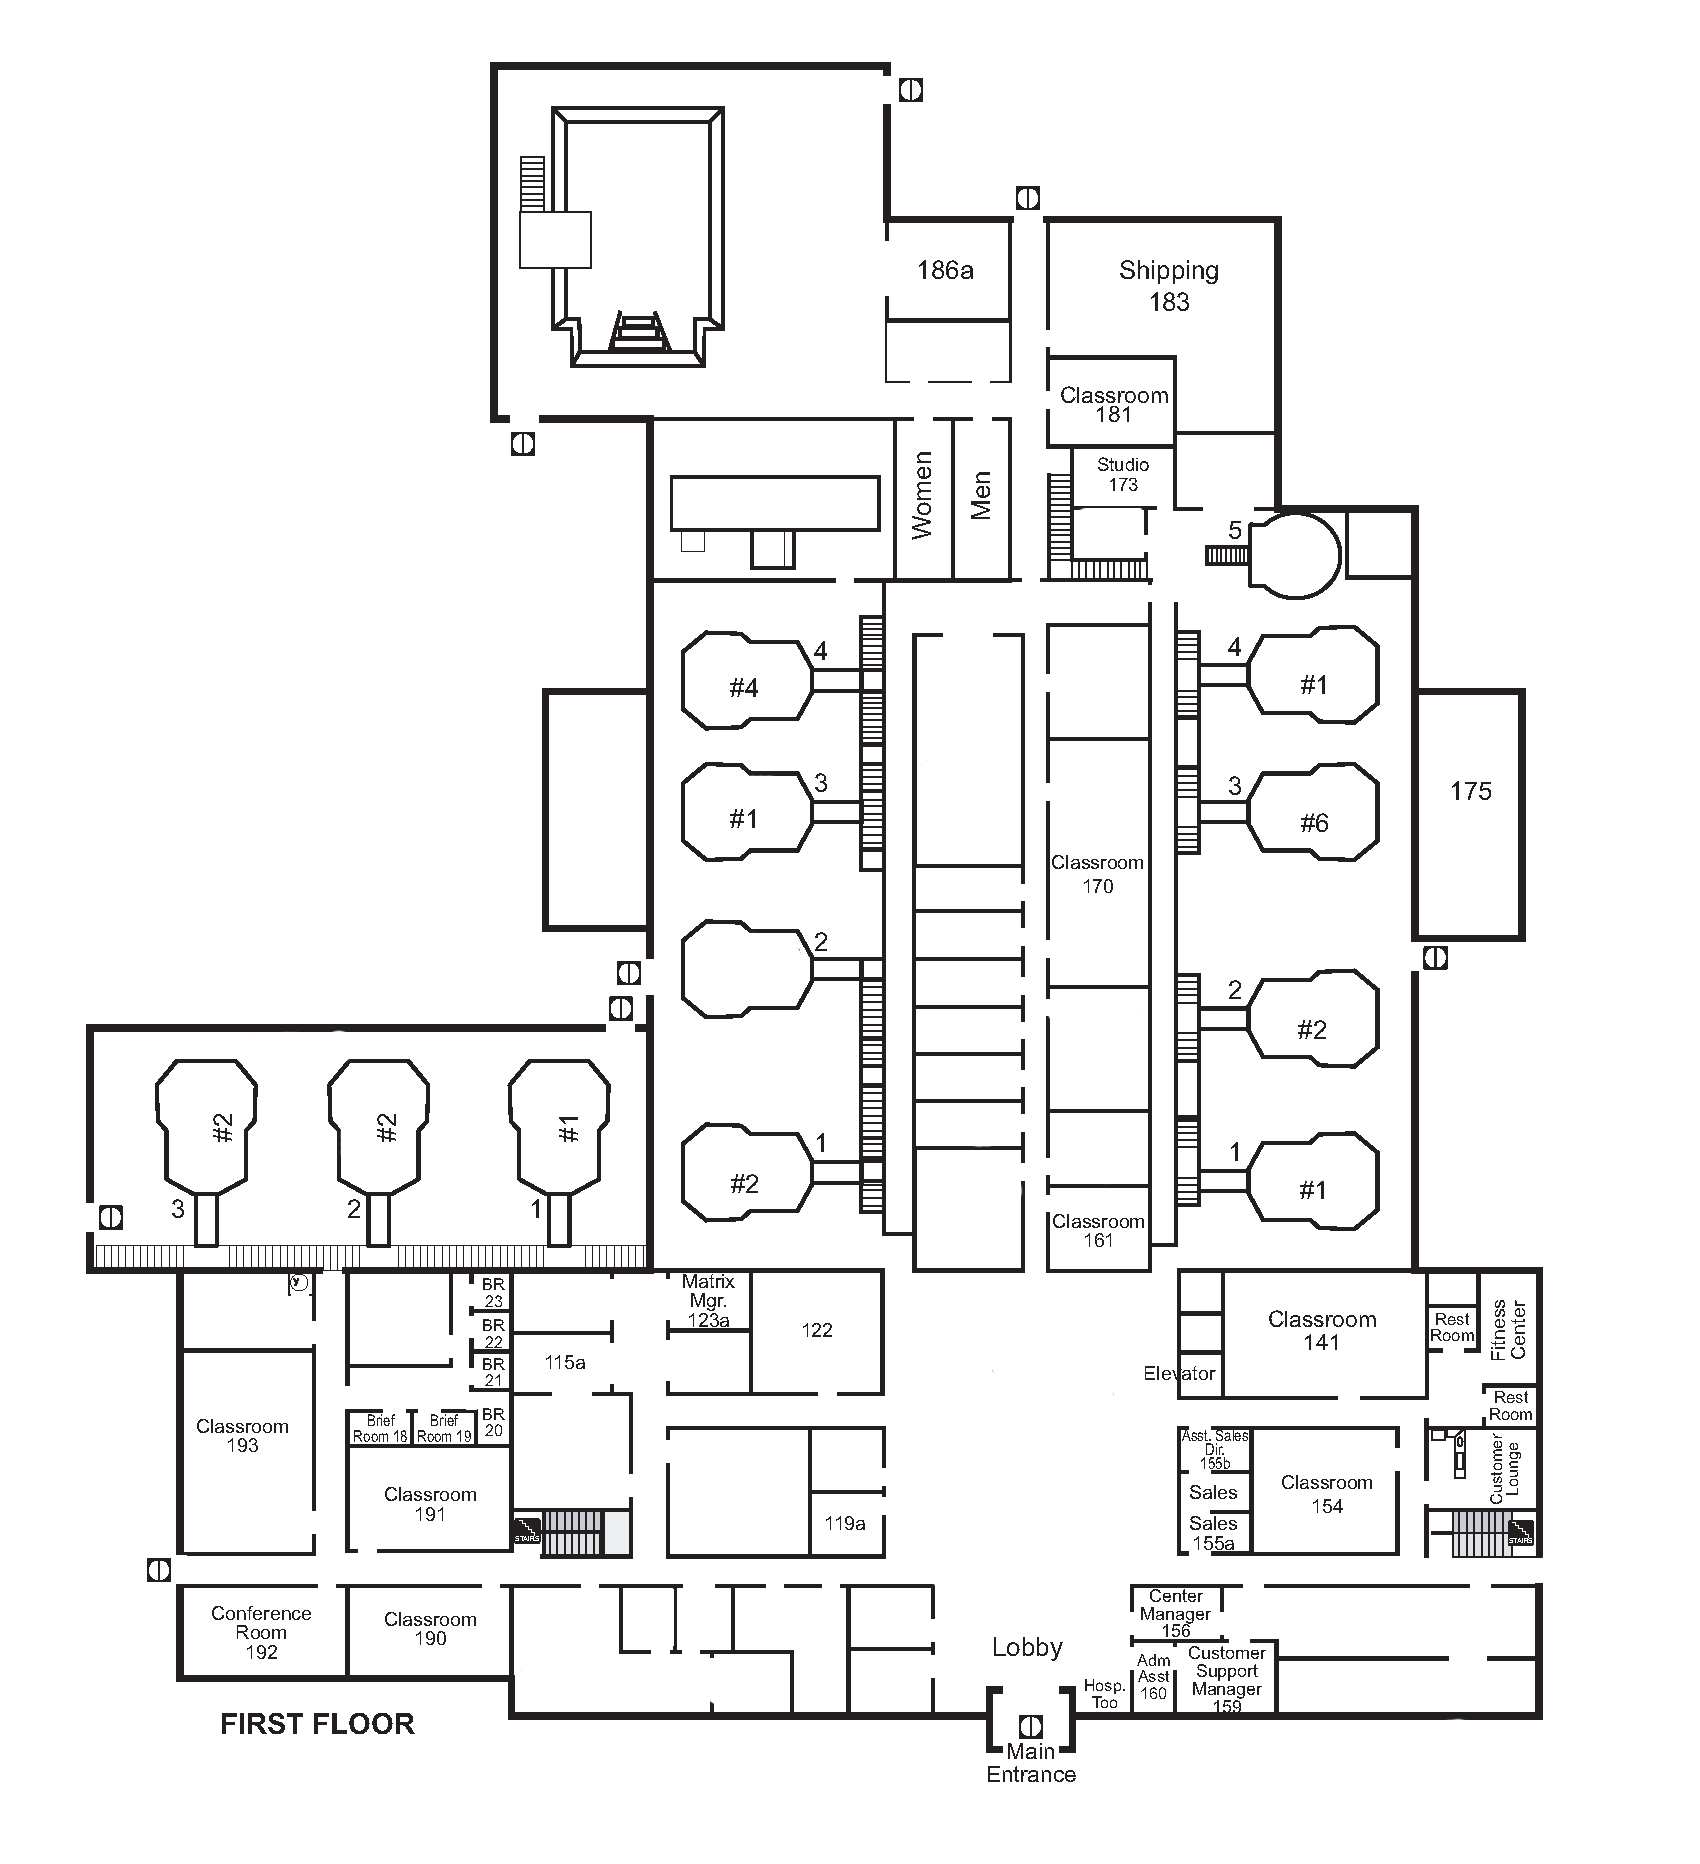 186a
Shipping
183
Classroom
181
Women
Men
Studio
173
5
4
#4
4
#1
3
#1
3
#6
175
Classroom
170
2
2
#2
#2
#2
#1
3
2
1
1
#2
1
#1
Classroom
161
BR
23
BR
22
BR
21
BR
20
Matrix
Mgr.
123a
122
115a
Classroom
141
Elevator
Rest
Room
Fitness
Center
Rest
Room
Classroom
193
Brief
Room 18
Brief
Room 19
Classroom
191
STAIRS
119a
Asst. Sales
Dir.
155b
Sales
Sales
155a
Classroom
154
Customer
Lounge
STAIRS
Conference
Room
192
Classroom
190
Lobby
Center
Manager
156
Adm
Asst
160
Customer
Support
Manager
159
Hosp.
Too
FIRST FLOOR
Main
Entrance